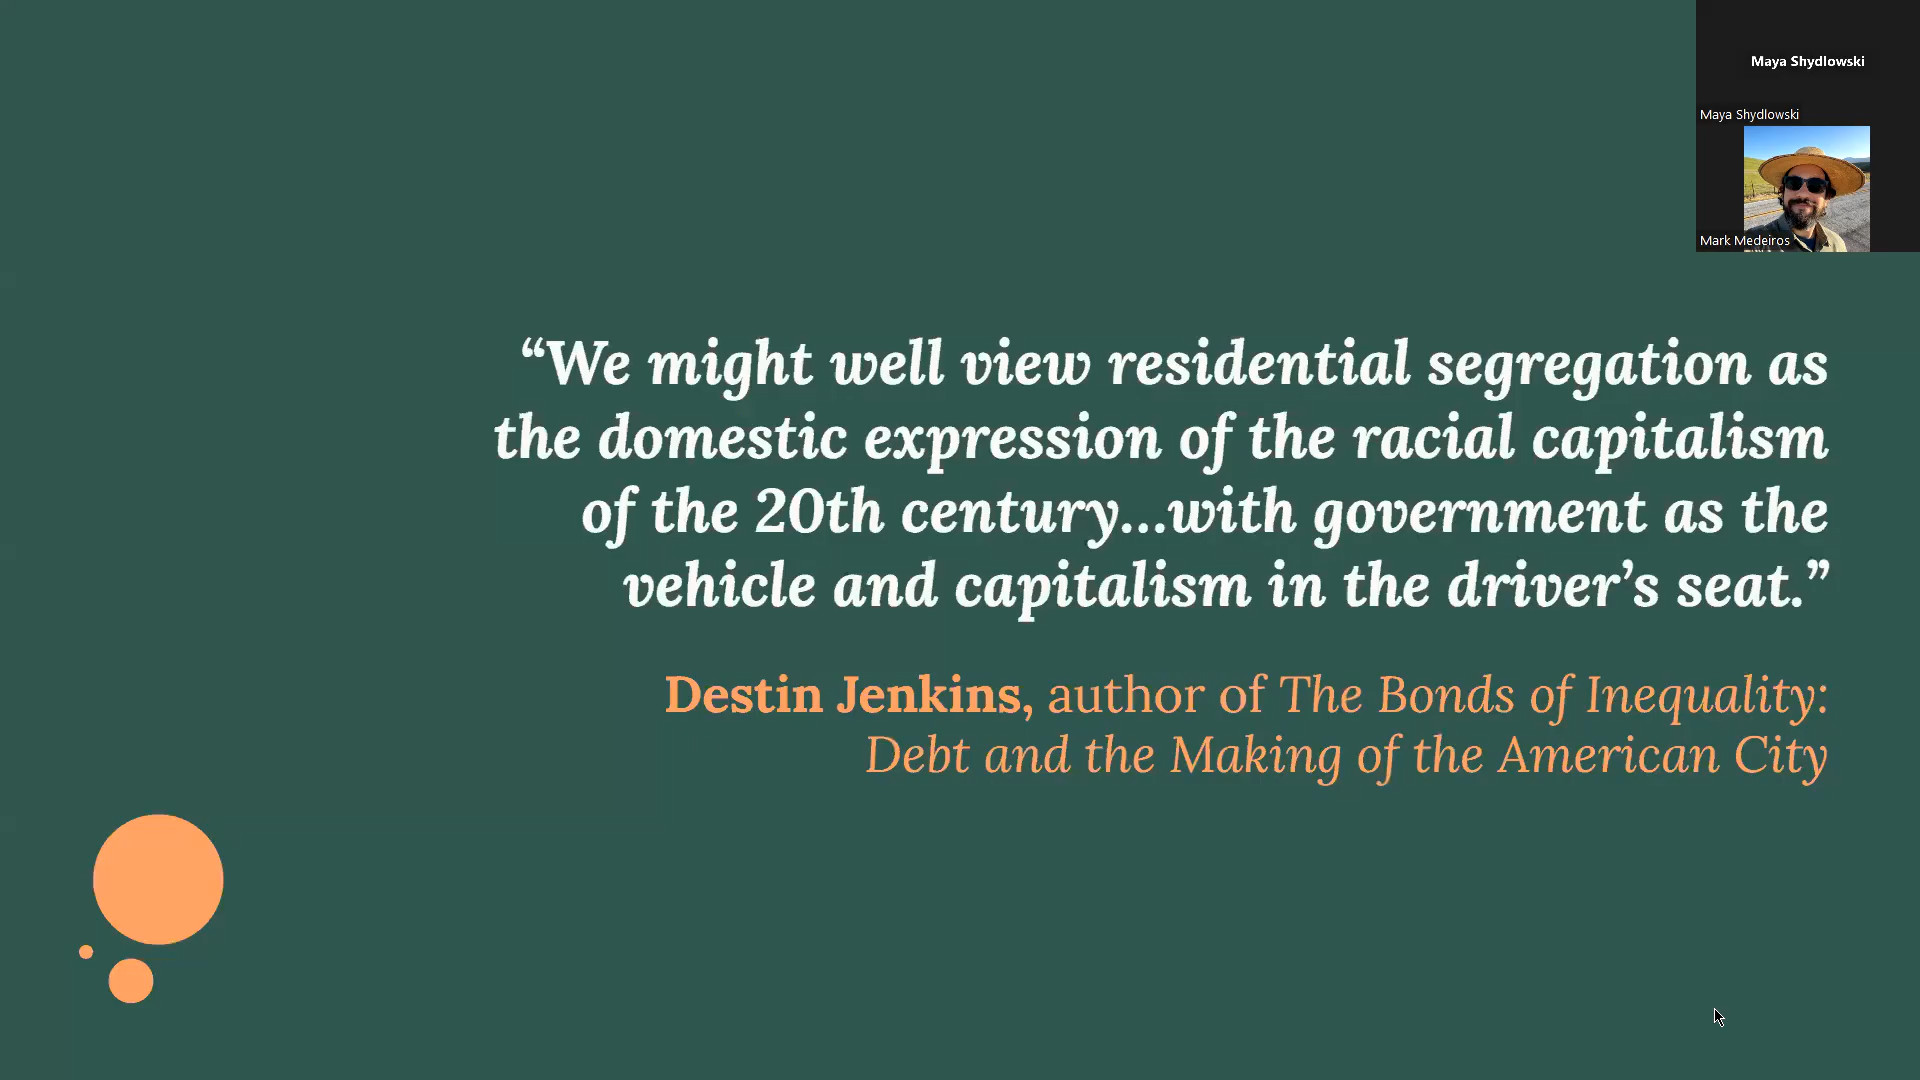 Maya Shydlowski
Maya Shydlowski
Mark Medeiros
“We might well view residential segregation as
the domestic expression of the racial capitalism
of the 20th century...with government as the
vehicle and capitalism in the driver’s seat.”
Destin Jenkins, author of The Bonds of Inequality:
Debt and the Making of the American City